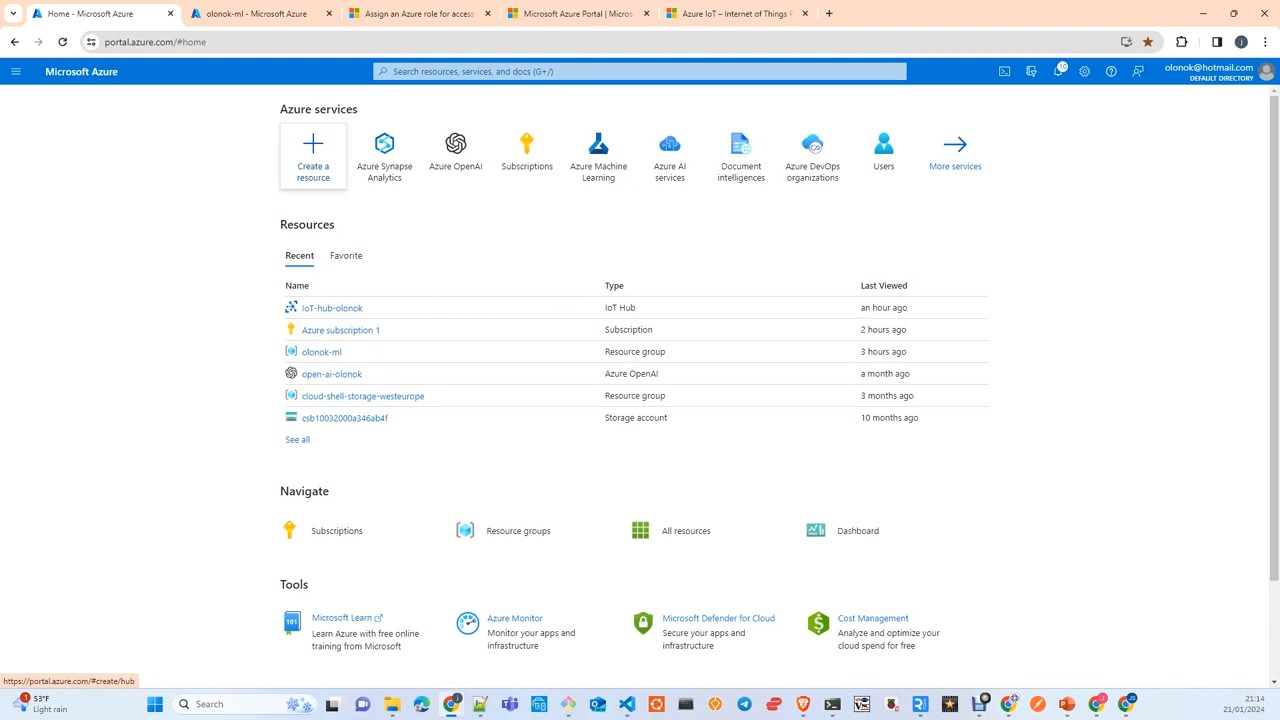 Home - Microsoft Azure
olonok-ml - Microsoft Azure
Assign an Azure role for access
Microsoft Azure Portal | Micros
Azure IoT – Internet of Things P
portal.azure.com/#home
Microsoft Azure
Search resources, services, and docs (G+/)
10
olonok@hotmail.com
DEFAULT DIRECTORY
Azure services
Create a resource
Azure Synapse Analytics
Azure OpenAI
Subscriptions
Azure Machine Learning
Azure AI services
Document intelligences
Azure DevOps organizations
Users
More services
Resources
Recent Favorite
Name Type Last Viewed
IoT-hub-olonok IoT Hub an hour ago
Azure subscription 1 Subscription 2 hours ago
olonok-ml Resource group 3 hours ago
open-ai-olonok Azure OpenAI a month ago
cloud-shell-storage-westeurope Resource group 3 months ago
csb10032000a346ab4f Storage account 10 months ago
See all
Navigate
Subscriptions Resource groups All resources Dashboard
Tools
101
Microsoft Learn
Learn Azure with free online
training from Microsoft
Azure Monitor
Monitor your apps and
infrastructure
Microsoft Defender for Cloud
Secure your apps and
infrastructure
Cost Management
Analyze and optimize your
cloud spend for free
https://portal.azure.com/#create/hub
1
53°F
Light rain
Search
21:14
21/01/2024